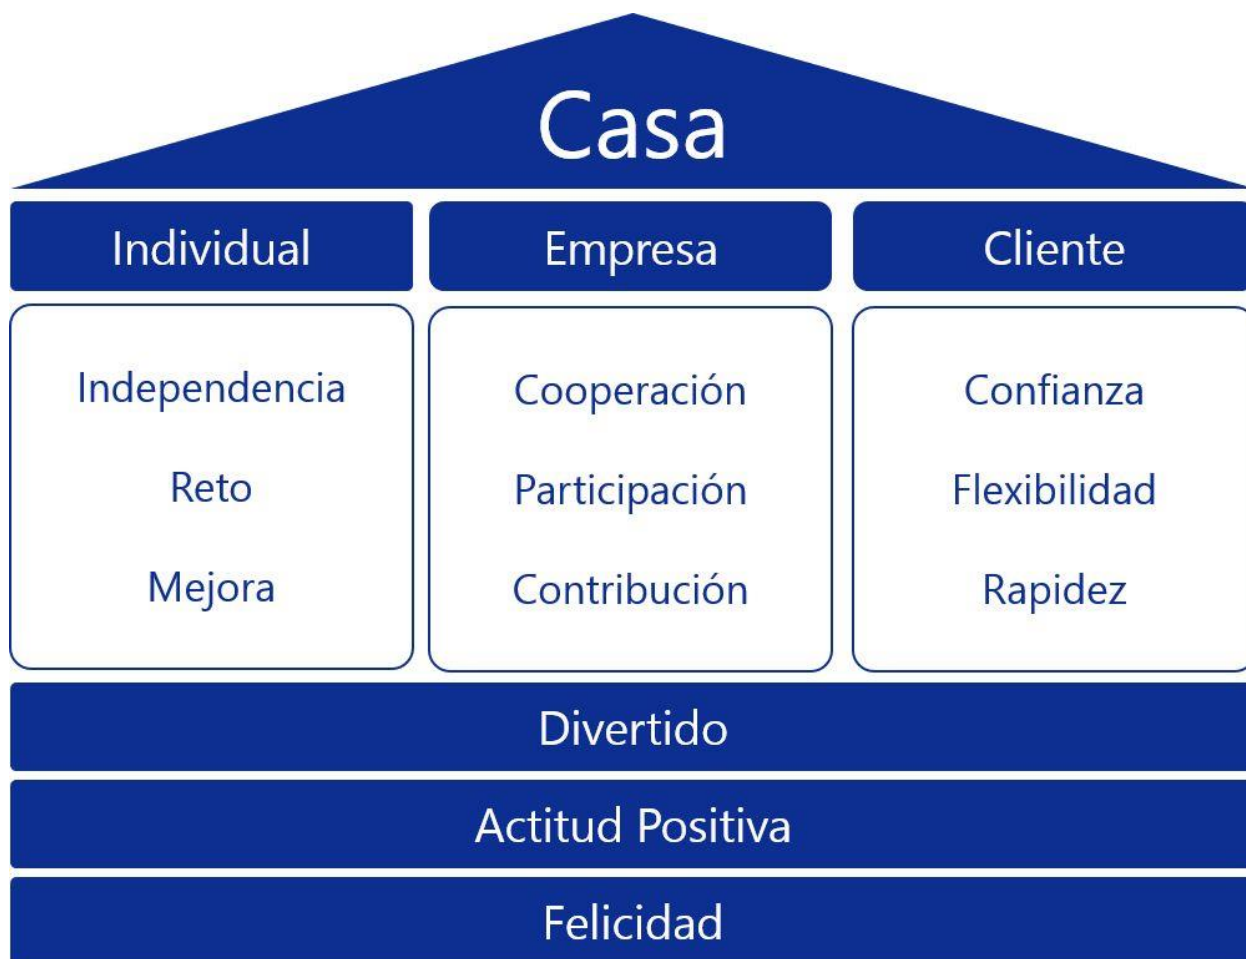 Casa
Individual
Empresa
Cliente
Independencia
Reto
Mejora
Cooperación
Participación
Contribución
Confianza
Flexibilidad
Rapidez
Divertido
Actitud Positiva
Felicidad